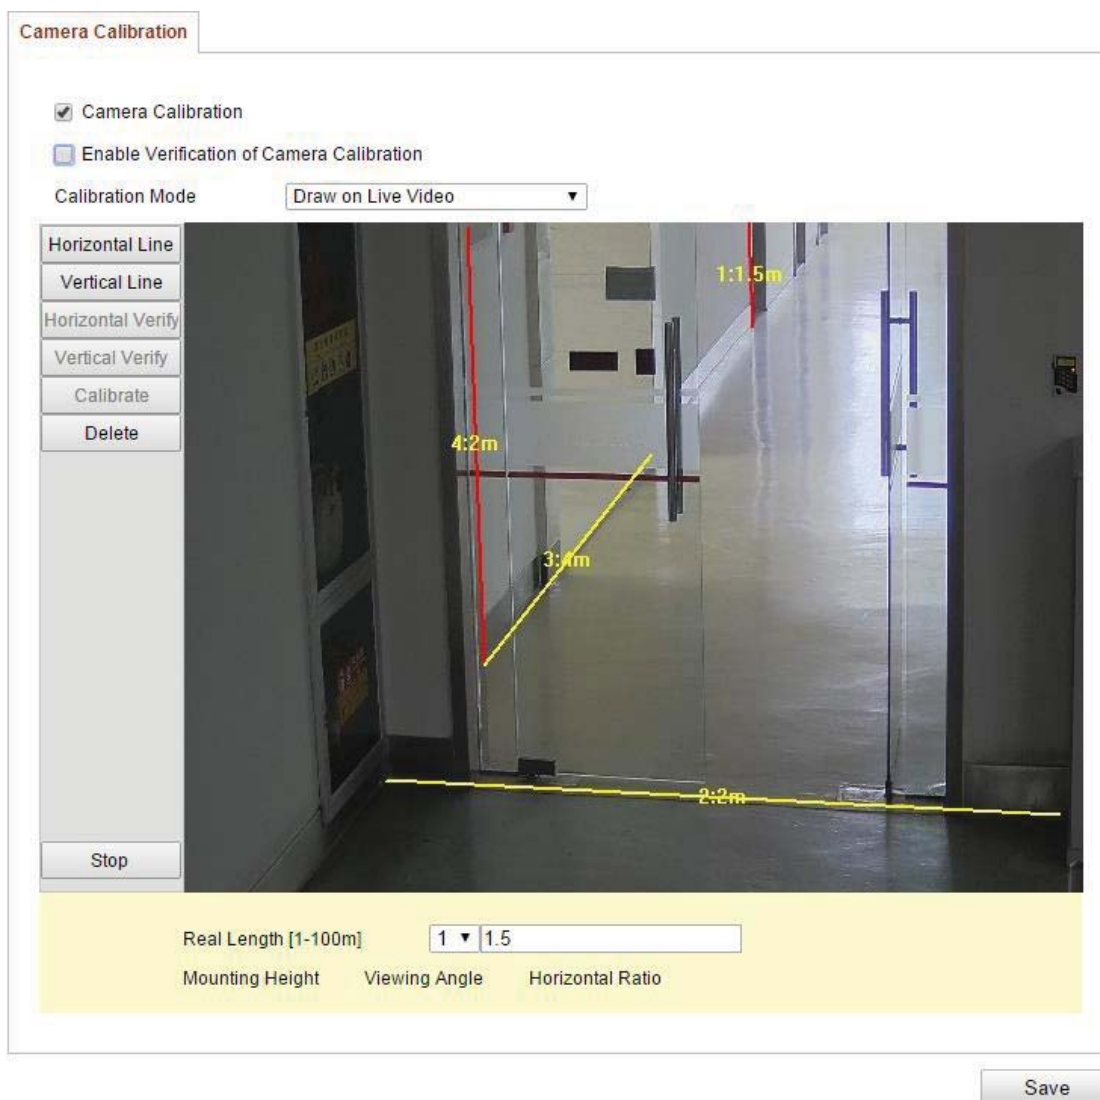 Camera Calibration
Camera Calibration
Enable Verification of Camera Calibration
Calibration Mode Draw on Live Video
Horizontal Line
Vertical Line
Horizontal Verify
Vertical Verify
Calibrate
Delete
1:1.5m
4:2m
3:4m
2:2m
Stop
Real Length [1-100m] 1 1.5
Mounting Height Viewing Angle Horizontal Ratio
Save